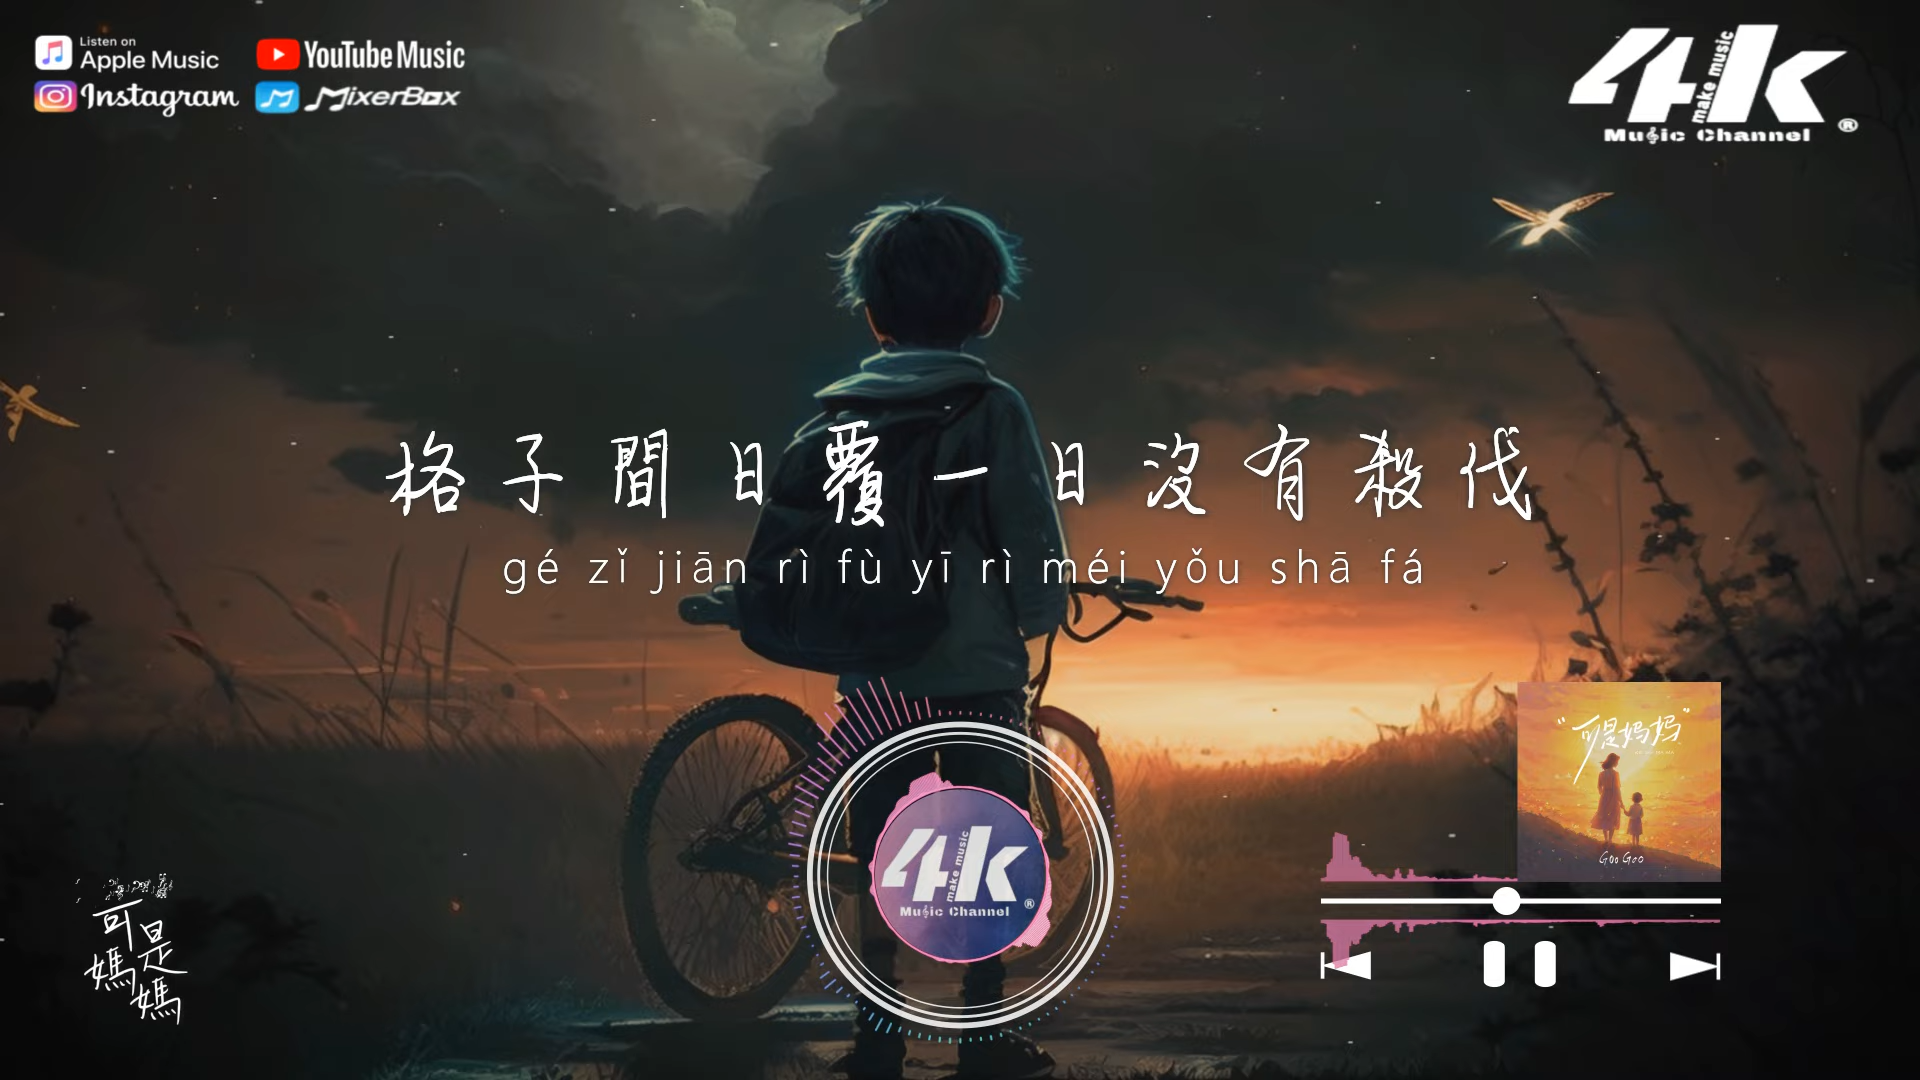 Listen on
Apple Music
YouTube Music
Instagram
MixerBox
4k
make music
Music Channel
®
格子間日覆一日沒有殺伐
gé zǐ jiān rì fù yī rì méi yǒu shā fá
"可是妈妈"
Goo Goo
4k
make music
Music Channel
®
可是
媽媽